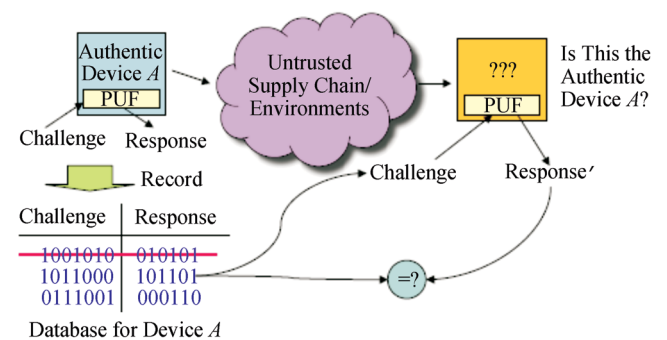 Authentic
Device A
PUF
Challenge
Response
Untrusted
Supply Chain/
Environments
???
PUF
Is This the
Authentic
Device A?
Challenge
Response′
Record
Challenge Response
1001010 010101
1011000 101101
0111001 000110
=?
Database for Device A